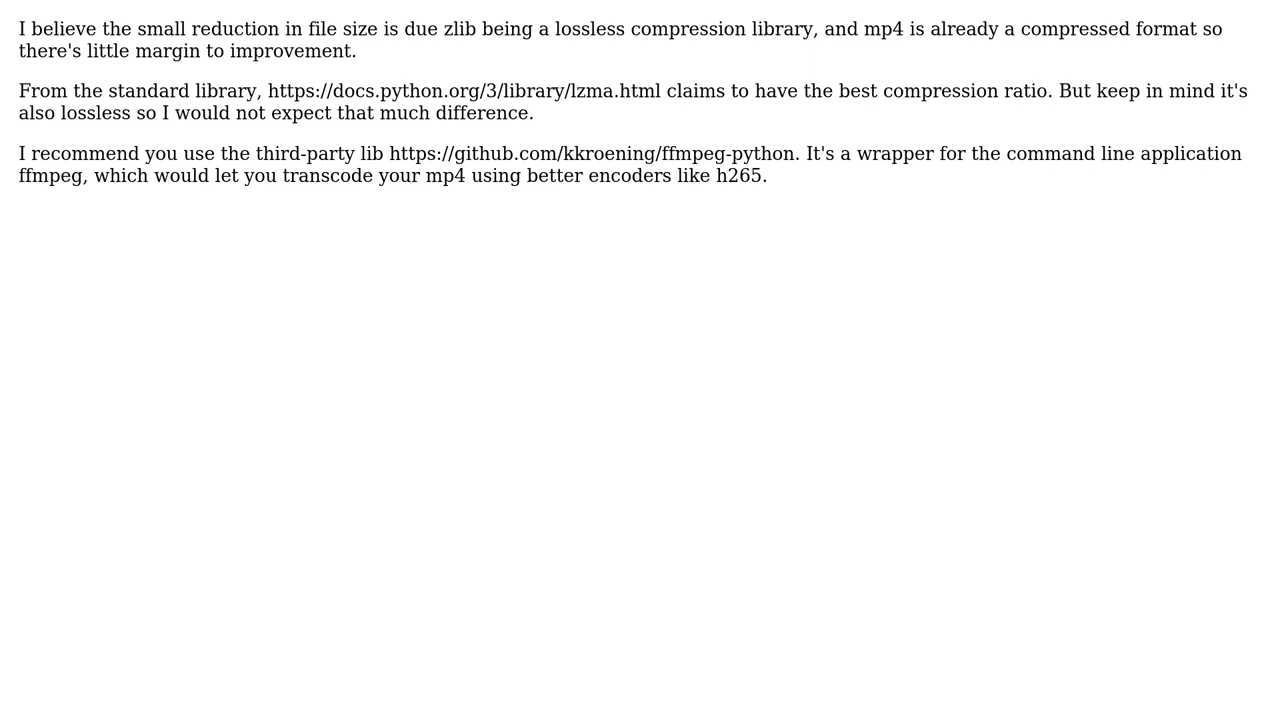 I believe the small reduction in file size is due zlib being a lossless compression library, and mp4 is already a compressed format so
there's little margin to improvement.
From the standard library, https://docs.python.org/3/library/lzma.html claims to have the best compression ratio. But keep in mind it's
also lossless so I would not expect that much difference.
I recommend you use the third-party lib https://github.com/kkroening/ffmpeg-python. It's a wrapper for the command line application
ffmpeg, which would let you transcode your mp4 using better encoders like h265.